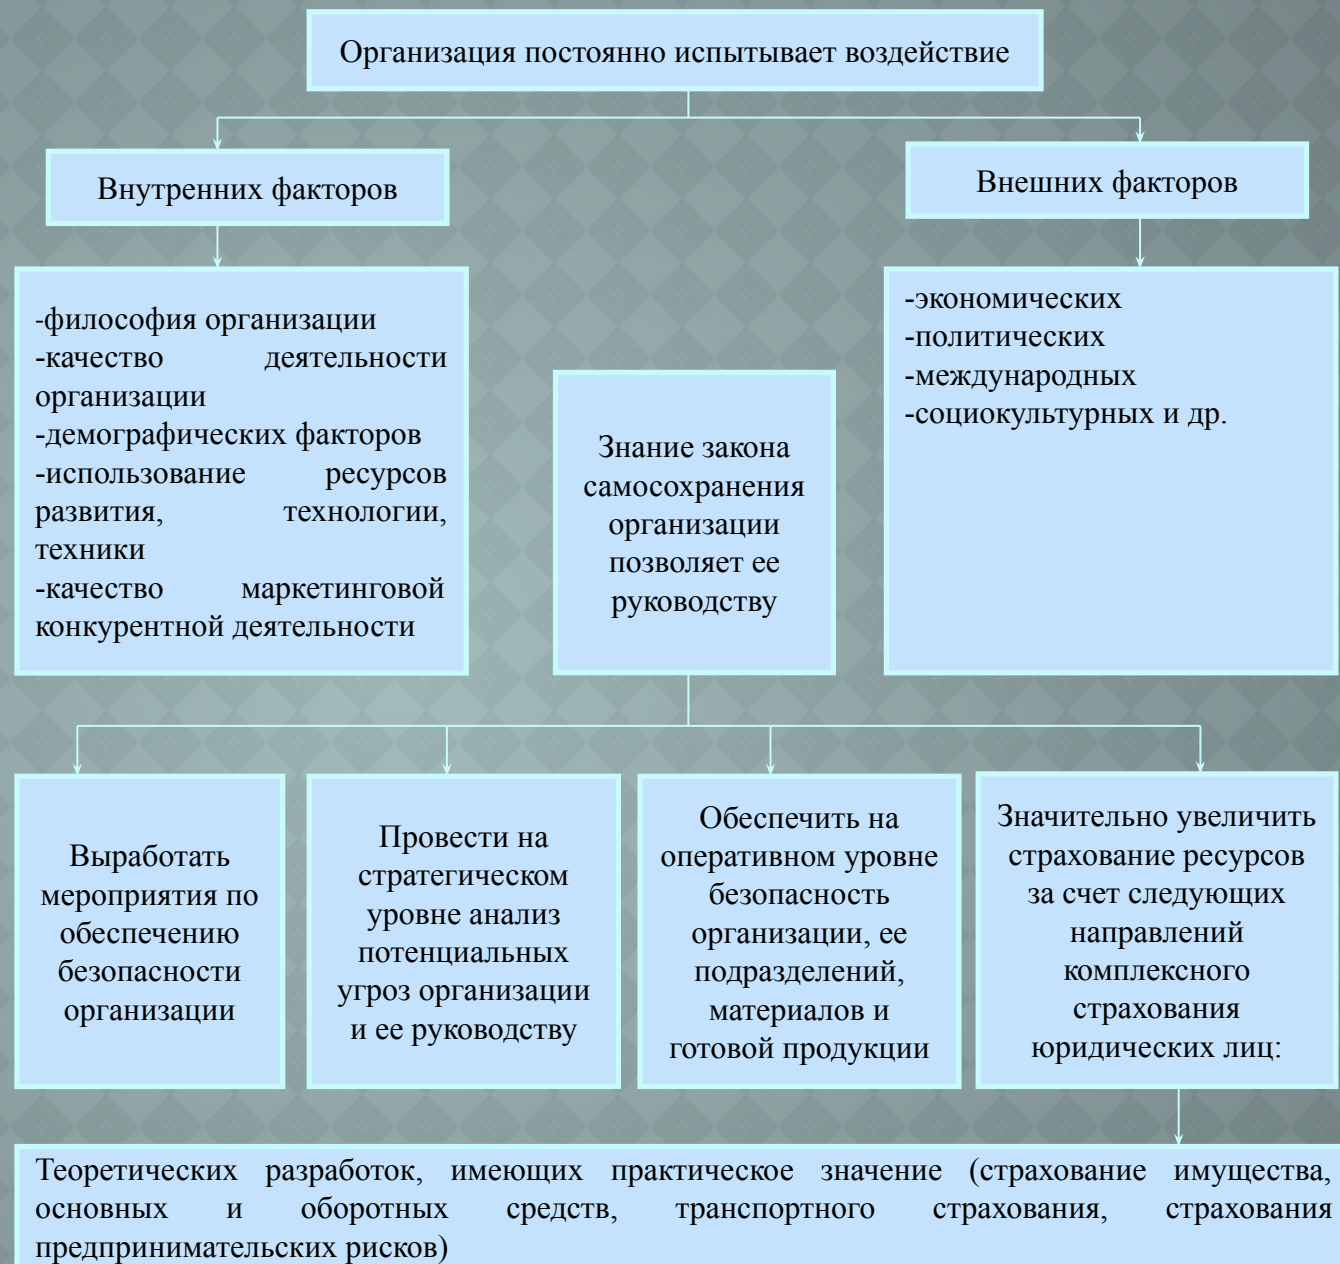 Организация постоянно испытывает воздействие
Внутренних факторов
Внешних факторов
-философия организации
-качество деятельности
организации
-демографических факторов
-использование ресурсов
развития, технологии,
техники
-качество маркетинговой
конкурентной деятельности
Знание закона
самосохранения
организации
позволяет ее
руководству
-экономических
-политических
-международных
-социокультурных и др.
Выработать
мероприятия по
обеспечению
безопасности
организации
Провести на
стратегическом
уровне анализ
потенциальных
угроз организации
и ее руководству
Обеспечить на
оперативном уровне
безопасность
организации, ее
подразделений,
материалов и
готовой продукции
Значительно увеличить
страхование ресурсов
за счет следующих
направлений
комплексного
страхования
юридических лиц:
Теоретических разработок, имеющих практическое значение (страхование имущества,
основных и оборотных средств, транспортного страхования, страхования
предпринимательских рисков)